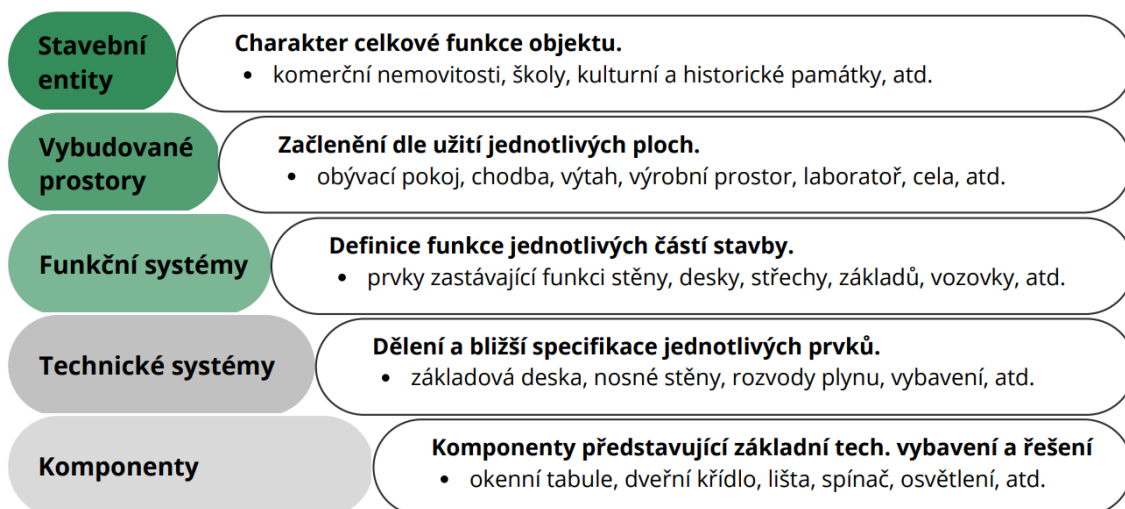 Stavební
entity
Charakter celkové funkce objektu.
• komerční nemovitosti, školy, kulturní a historické památky, atd.
Vybudované
prostory
Začlenění dle užití jednotlivých ploch.
• obývací pokoj, chodba, výtah, výrobní prostor, laboratoř, cela, atd.
Funkční systémy
Definice funkce jednotlivých částí stavby.
• prvky zastávající funkci stěny, desky, střechy, základů, vozovky, atd.
Technické systémy
Dělení a bližší specifikace jednotlivých prvků.
• základová deska, nosné stěny, rozvody plynu, vybavení, atd.
Komponenty
Komponenty představující základní tech. vybavení a řešení
• okenní tabule, dveřní křídlo, lišta, spínač, osvětlení, atd.